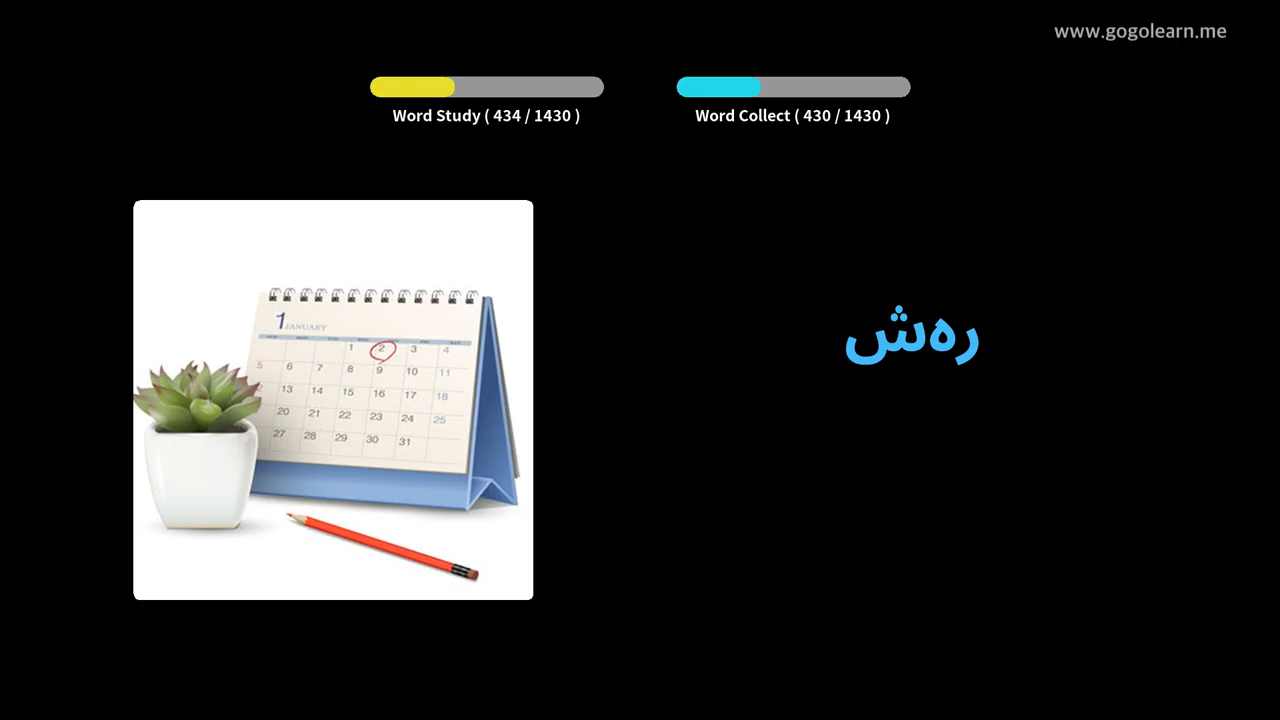 www.gogolearn.me
Word Study ( 434 / 1430 )
Word Collect ( 430 / 1430 )
رهش
1 JANUARY
1 2 3 4
5 6 7 8 9 10 11
2 13 14 15 16 17 18
20 21 22 23 24 25
27 28 29 30 31